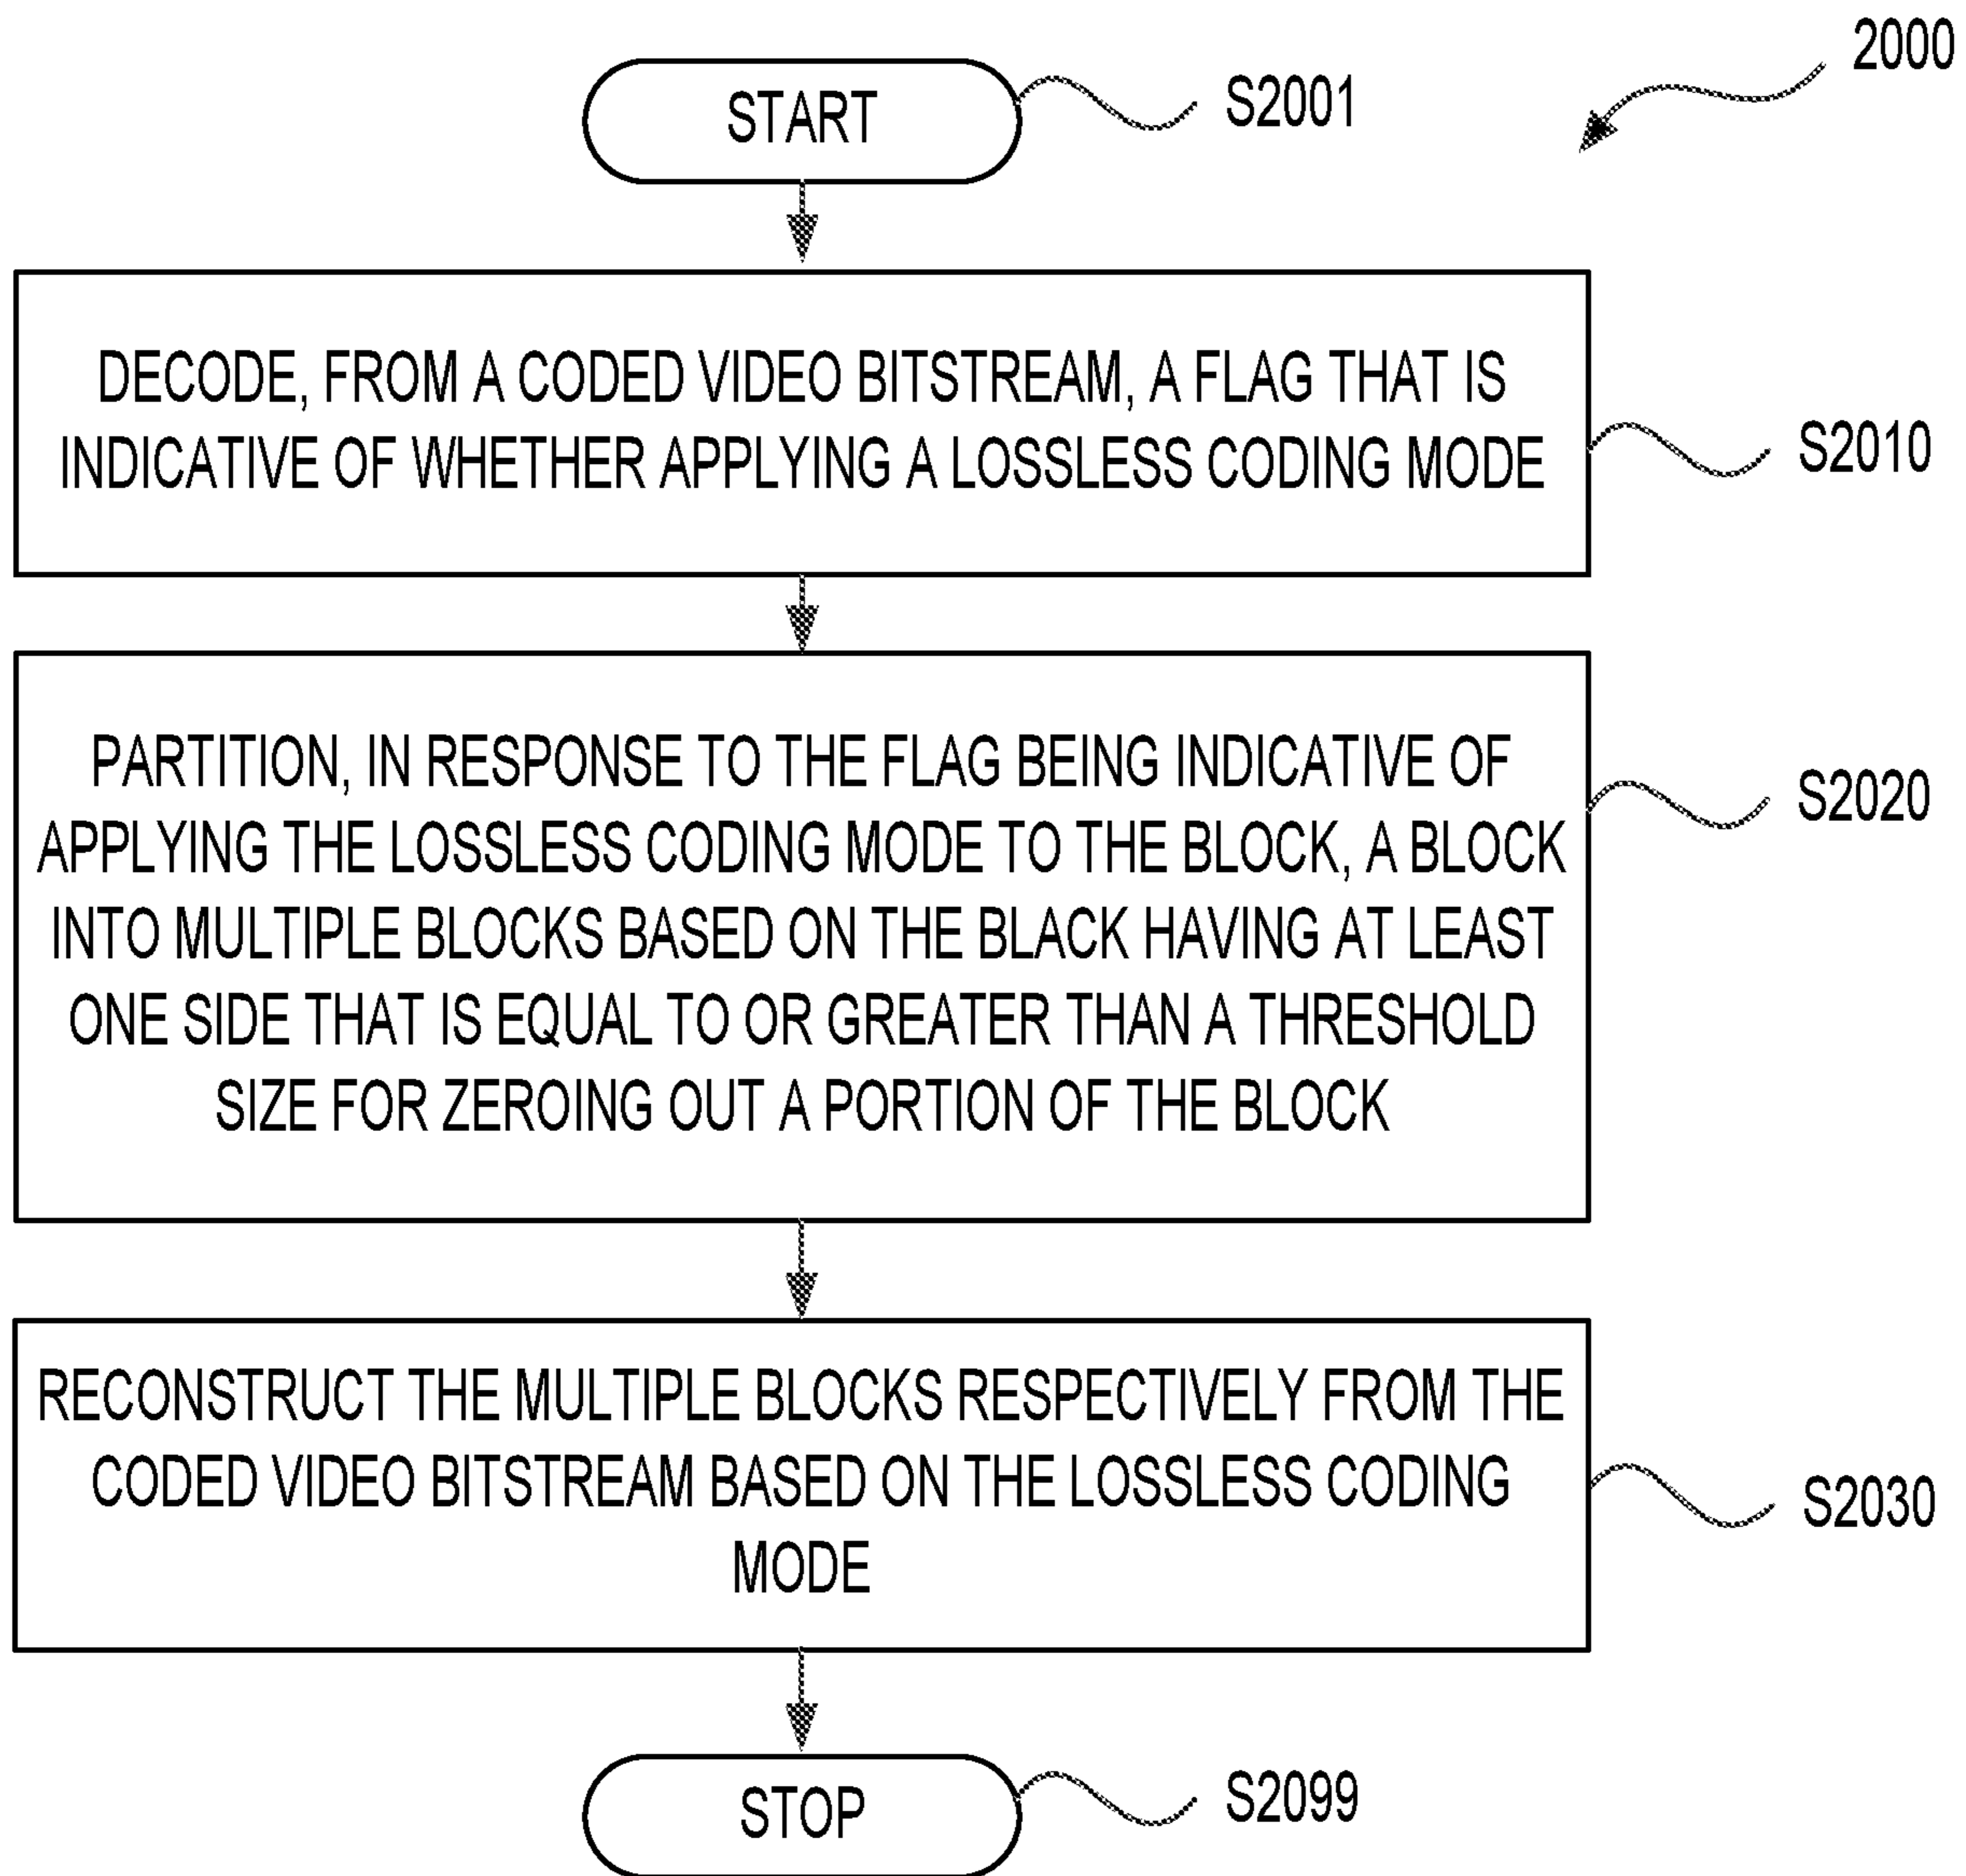 2000
START
S2001
DECODE, FROM A CODED VIDEO BITSTREAM, A FLAG THAT IS
INDICATIVE OF WHETHER APPLYING A LOSSLESS CODING MODE
S2010
PARTITION, IN RESPONSE TO THE FLAG BEING INDICATIVE OF
APPLYING THE LOSSLESS CODING MODE TO THE BLOCK, A BLOCK
INTO MULTIPLE BLOCKS BASED ON THE BLACK HAVING AT LEAST
ONE SIDE THAT IS EQUAL TO OR GREATER THAN A THRESHOLD
SIZE FOR ZEROING OUT A PORTION OF THE BLOCK
S2020
RECONSTRUCT THE MULTIPLE BLOCKS RESPECTIVELY FROM THE
CODED VIDEO BITSTREAM BASED ON THE LOSSLESS CODING
MODE
S2030
STOP
S2099